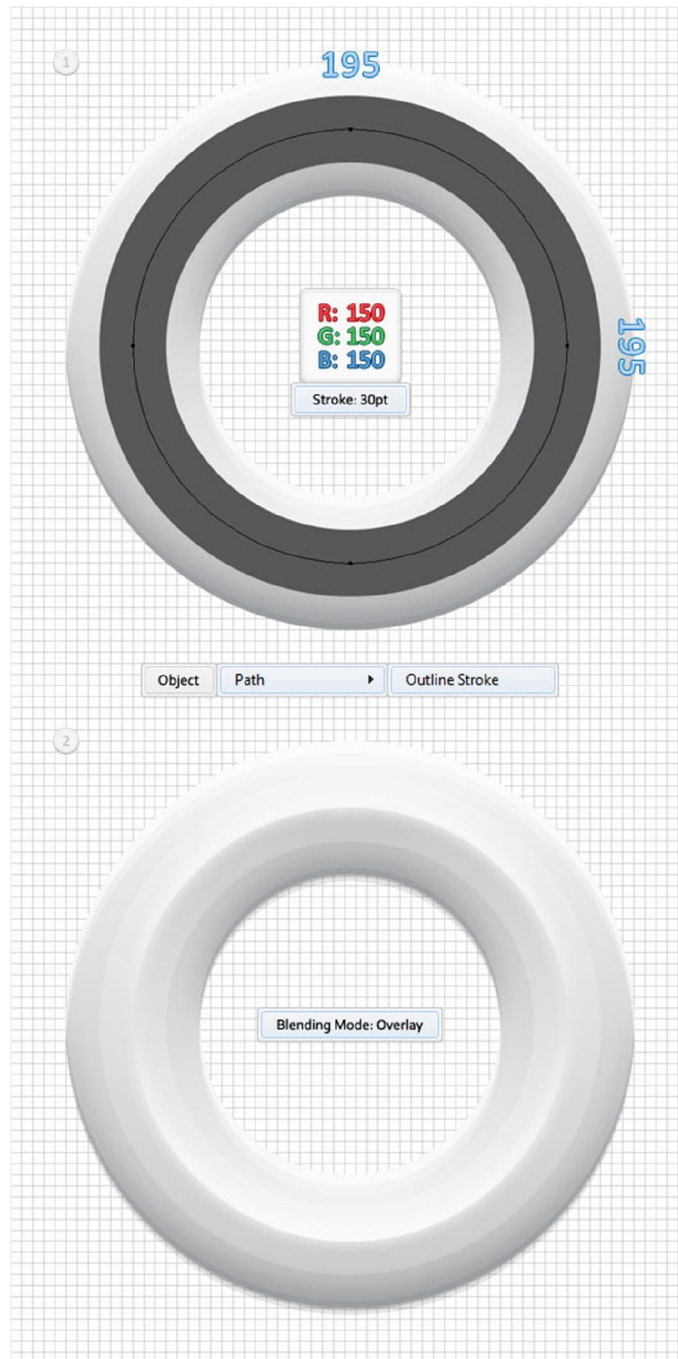 1
195
R: 150
G: 150
B: 150
195
Stroke: 30pt
Object Path Outline Stroke
2
Blending Mode: Overlay